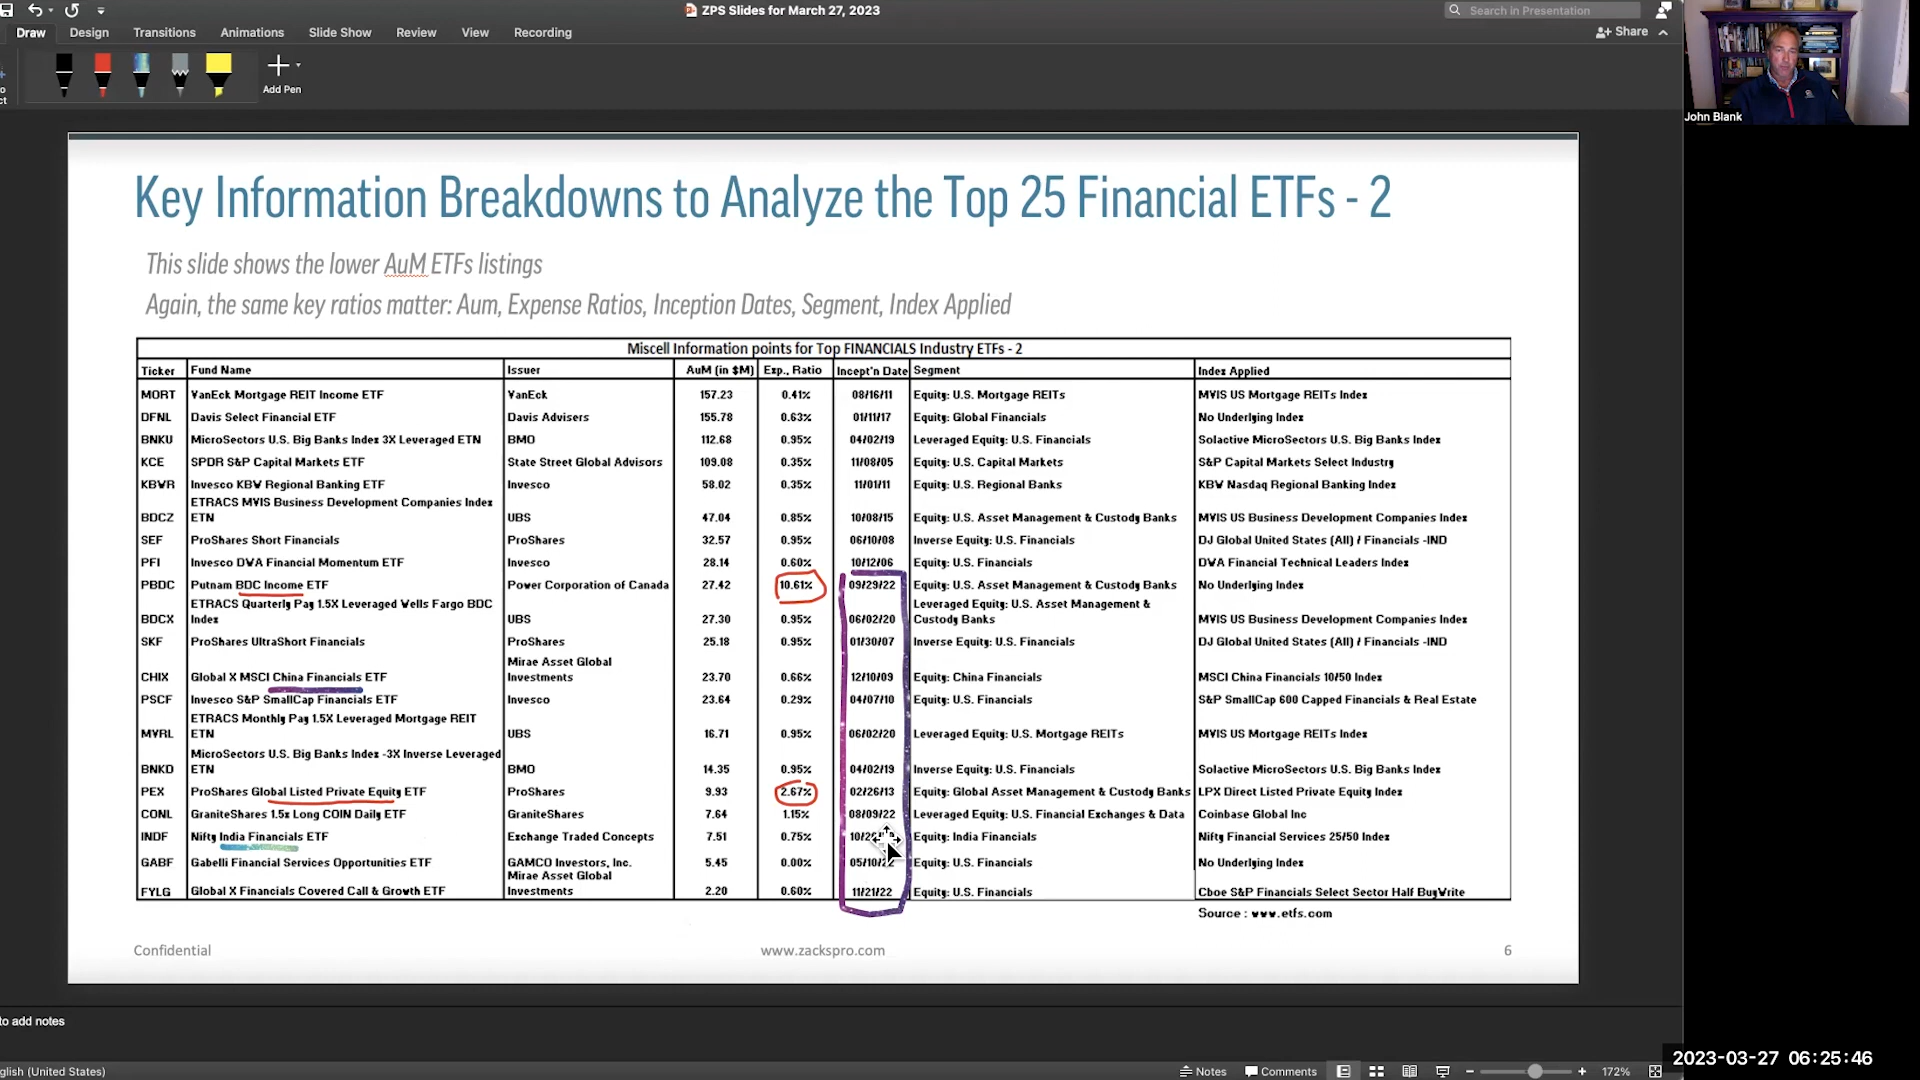 ZPS Slides for March 27, 2023
Search in Presentation
Draw Design Transitions Animations Slide Show Review View Recording
Share
Add Pen
John Blank
Key Information Breakdowns to Analyze the Top 25 Financial ETFs - 2
This slide shows the lower AuM ETFs listings
Again, the same key ratios matter: Aum, Expense Ratios, Inception Dates, Segment, Index Applied
Miscell Information points for Top FINANCIALS Industry ETFs - 2
Ticker Fund Name Issuer AuM (in $M) Exp., Ratio Incept'n Date Segment Index Applied
MORT VanEck Mortgage REIT Income ETF VanEck 157.23 0.41% 08/16/11 Equity: U.S. Mortgage REITs MVIS US Mortgage REITs Index
DFNL Davis Select Financial ETF Davis Advisers 155.78 0.63% 01/11/17 Equity: Global Financials No Underlying Index
BNKU MicroSectors U.S. Big Banks Index 3X Leveraged ETN BMO 112.68 0.95% 04/02/19 Leveraged Equity: U.S. Financials Solactive MicroSectors U.S. Big Banks Index
KCE SPDR S&P Capital Markets ETF State Street Global Advisors 109.08 0.35% 11/08/05 Equity: U.S. Capital Markets S&P Capital Markets Select Industry
KBWR Invesco KBW Regional Banking ETF Invesco 58.02 0.35% 11/01/11 Equity: U.S. Regional Banks KBW Nasdaq Regional Banking Index
ETRACS MVIS Business Development Companies Index
BDCZ ETN UBS 47.04 0.85% 10/08/15 Equity: U.S. Asset Management & Custody Banks MVIS US Business Development Companies Index
SEF ProShares Short Financials ProShares 32.57 0.95% 06/10/08 Inverse Equity: U.S. Financials DJ Global United States (All) / Financials -IND
PFI Invesco DWA Financial Momentum ETF Invesco 28.14 0.60% 10/12/06 Equity: U.S. Financials DWA Financial Technical Leaders Index
PBDC Putnam BDC Income ETF Power Corporation of Canada 27.42 10.61% 09/29/22 Equity: U.S. Asset Management & Custody Banks No Underlying Index
ETRACS Quarterly Pay 1.5X Leveraged Wells Fargo BDC Leveraged Equity: U.S. Asset Management &
BDCX Index UBS 27.30 0.95% 06/02/20 Custody Banks MVIS US Business Development Companies Index
SKF ProShares UltraShort Financials ProShares 25.18 0.95% 01/30/07 Inverse Equity: U.S. Financials DJ Global United States (All) / Financials -IND
Mirae Asset Global
CHIX Global X MSCI China Financials ETF Investments 23.70 0.66% 12/10/09 Equity: China Financials MSCI China Financials 10/50 Index
PSCF Invesco S&P SmallCap Financials ETF Invesco 23.64 0.29% 04/07/10 Equity: U.S. Financials S&P SmallCap 600 Capped Financials & Real Estate
ETRACS Monthly Pay 1.5X Leveraged Mortgage REIT
MVRL ETN UBS 16.71 0.95% 06/02/20 Leveraged Equity: U.S. Mortgage REITs MVIS US Mortgage REITs Index
MicroSectors U.S. Big Banks Index -3X Inverse Leveraged
BNKD ETN BMO 14.35 0.95% 04/02/19 Inverse Equity: U.S. Financials Solactive MicroSectors U.S. Big Banks Index
PEX ProShares Global Listed Private Equity ETF ProShares 9.93 2.67% 02/26/13 Equity: Global Asset Management & Custody Banks LPX Direct Listed Private Equity Index
CONL GraniteShares 1.5x Long COIN Daily ETF GraniteShares 7.64 1.15% 08/09/22 Leveraged Equity: U.S. Financial Exchanges & Data Coinbase Global Inc
INDF Nifty India Financials ETF Exchange Traded Concepts 7.51 0.75% Equity: India Financials Nifty Financial Services 25/50 Index
GABF Gabelli Financial Services Opportunities ETF GAMCO Investors, Inc. 5.45 0.00% 05/10/22 Equity: U.S. Financials No Underlying Index
Mirae Asset Global
FYLG Global X Financials Covered Call & Growth ETF Investments 2.20 0.60% 11/21/22 Equity: U.S. Financials Cboe S&P Financials Select Sector Half BuyWrite
Source : www.etfs.com
Confidential www.zackspro.com 6
to add notes
2023-03-27 06:25:46
glish (United States) Notes Comments 172%